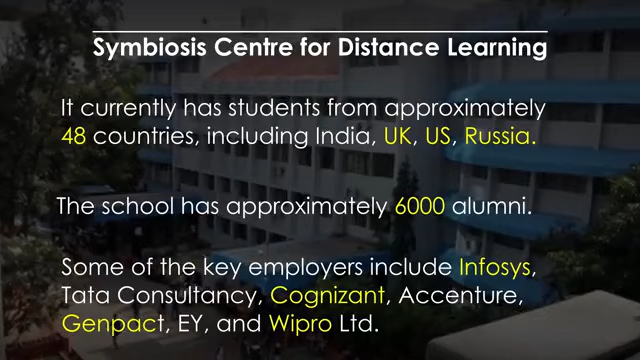 Symbiosis Centre for Distance Learning
It currently has students from approximately
48 countries, including India, UK, US, Russia.
The school has approximately 6000 alumni.
Some of the key employers include Infosys,
Tata Consultancy, Cognizant, Accenture,
Genpact, EY, and Wipro Ltd.